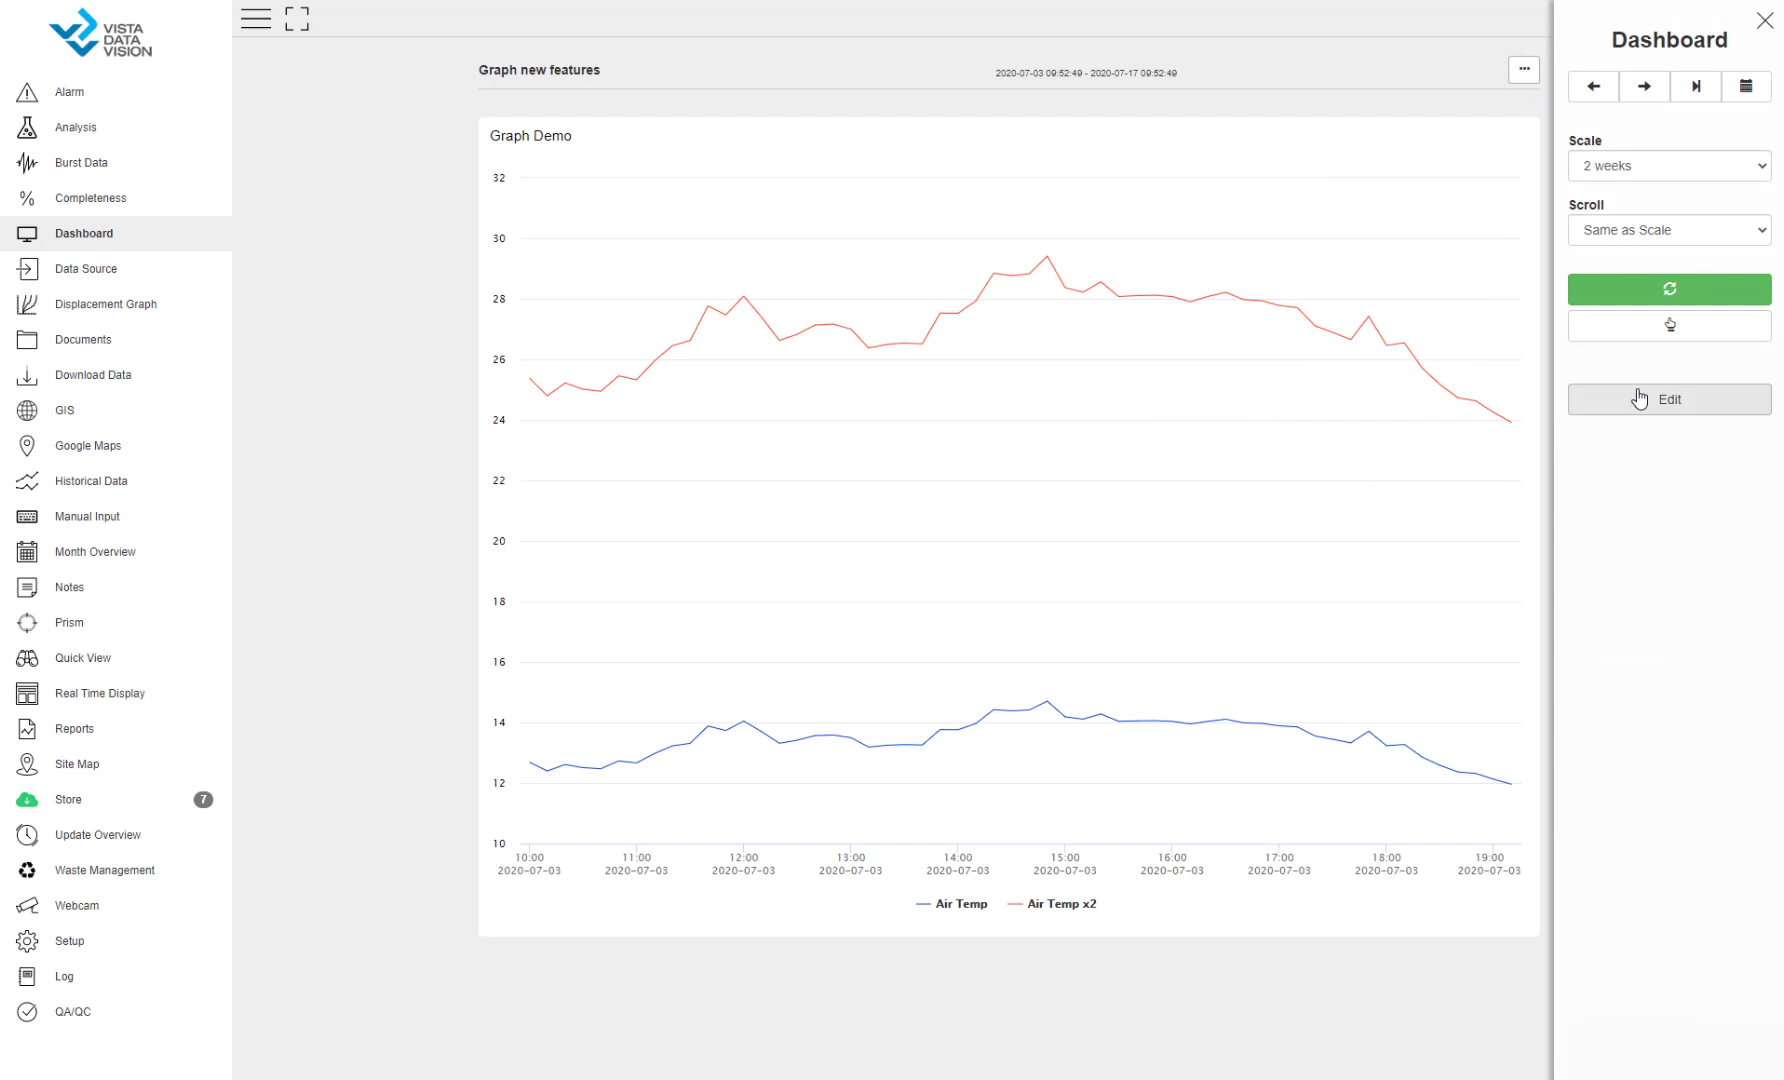 VISTA
DATA
VISION
Alarm
Analysis
Burst Data
% Completeness
Dashboard
Data Source
Displacement Graph
Documents
Download Data
GIS
Google Maps
Historical Data
Manual Input
Month Overview
Notes
Prism
Quick View
Real Time Display
Reports
Site Map
Store 7
Update Overview
Waste Management
Webcam
Setup
Log
QA/QC
Graph new features
2020-07-03 09:52:49 - 2020-07-17 09:52:49
...
Graph Demo
32
30
28
26
24
22
20
18
16
14
12
10
10:00 11:00 12:00 13:00 14:00 15:00 16:00 17:00 18:00 19:00
2020-07-03 2020-07-03 2020-07-03 2020-07-03 2020-07-03 2020-07-03 2020-07-03 2020-07-03 2020-07-03 2020-07-03
Air Temp Air Temp x2
Dashboard
Scale
2 weeks
Scroll
Same as Scale
Edit